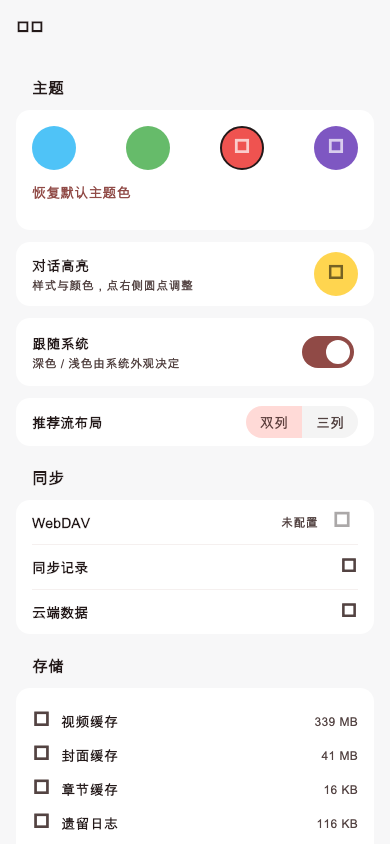 主题
恢复默认主题色
对话高亮
样式与颜色，点右侧圆点调整
跟随系统
深色 / 浅色由系统外观决定
推荐流布局 双列 三列
同步
WebDAV 未配置
同步记录
云端数据
存储
视频缓存 339 MB
封面缓存 41 MB
章节缓存 16 KB
遗留日志 116 KB